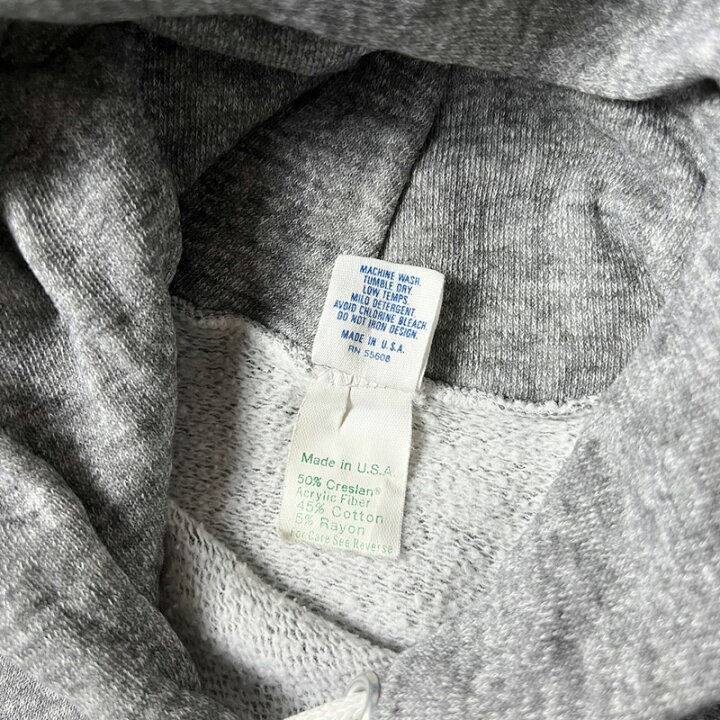 MACHINE WASH.
TUMBLE DRY.
LOW TEMPS.
MILD DETERGENT.
AVOID CHLORINE BLEACH.
DO NOT IRON DESIGN.
MADE IN U.S.A.
RN 55608
Made in U.S.A.
50% Creslan®
Acrylic Fiber
45% Cotton
5% Rayon
For Care See Reverse